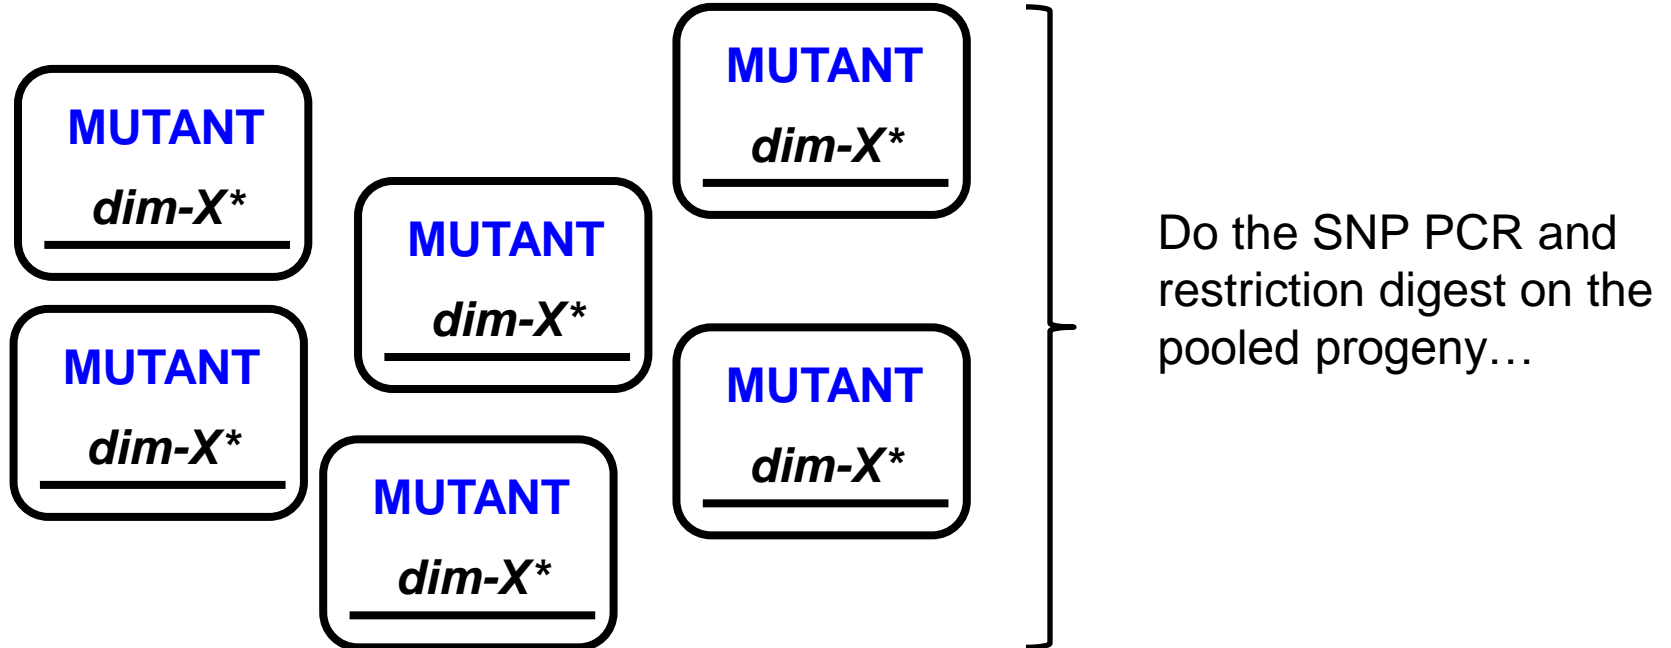 MUTANT
dim-X*
MUTANT
dim-X*
MUTANT
dim-X*
MUTANT
dim-X*
MUTANT
dim-X*
MUTANT
dim-X*
Do the SNP PCR and
restriction digest on the
pooled progeny…